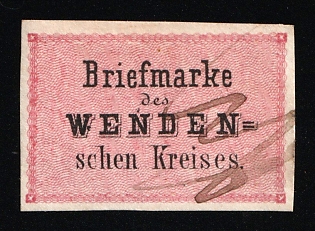 Briefmarke
des
WENDEN=
schen Kreises.